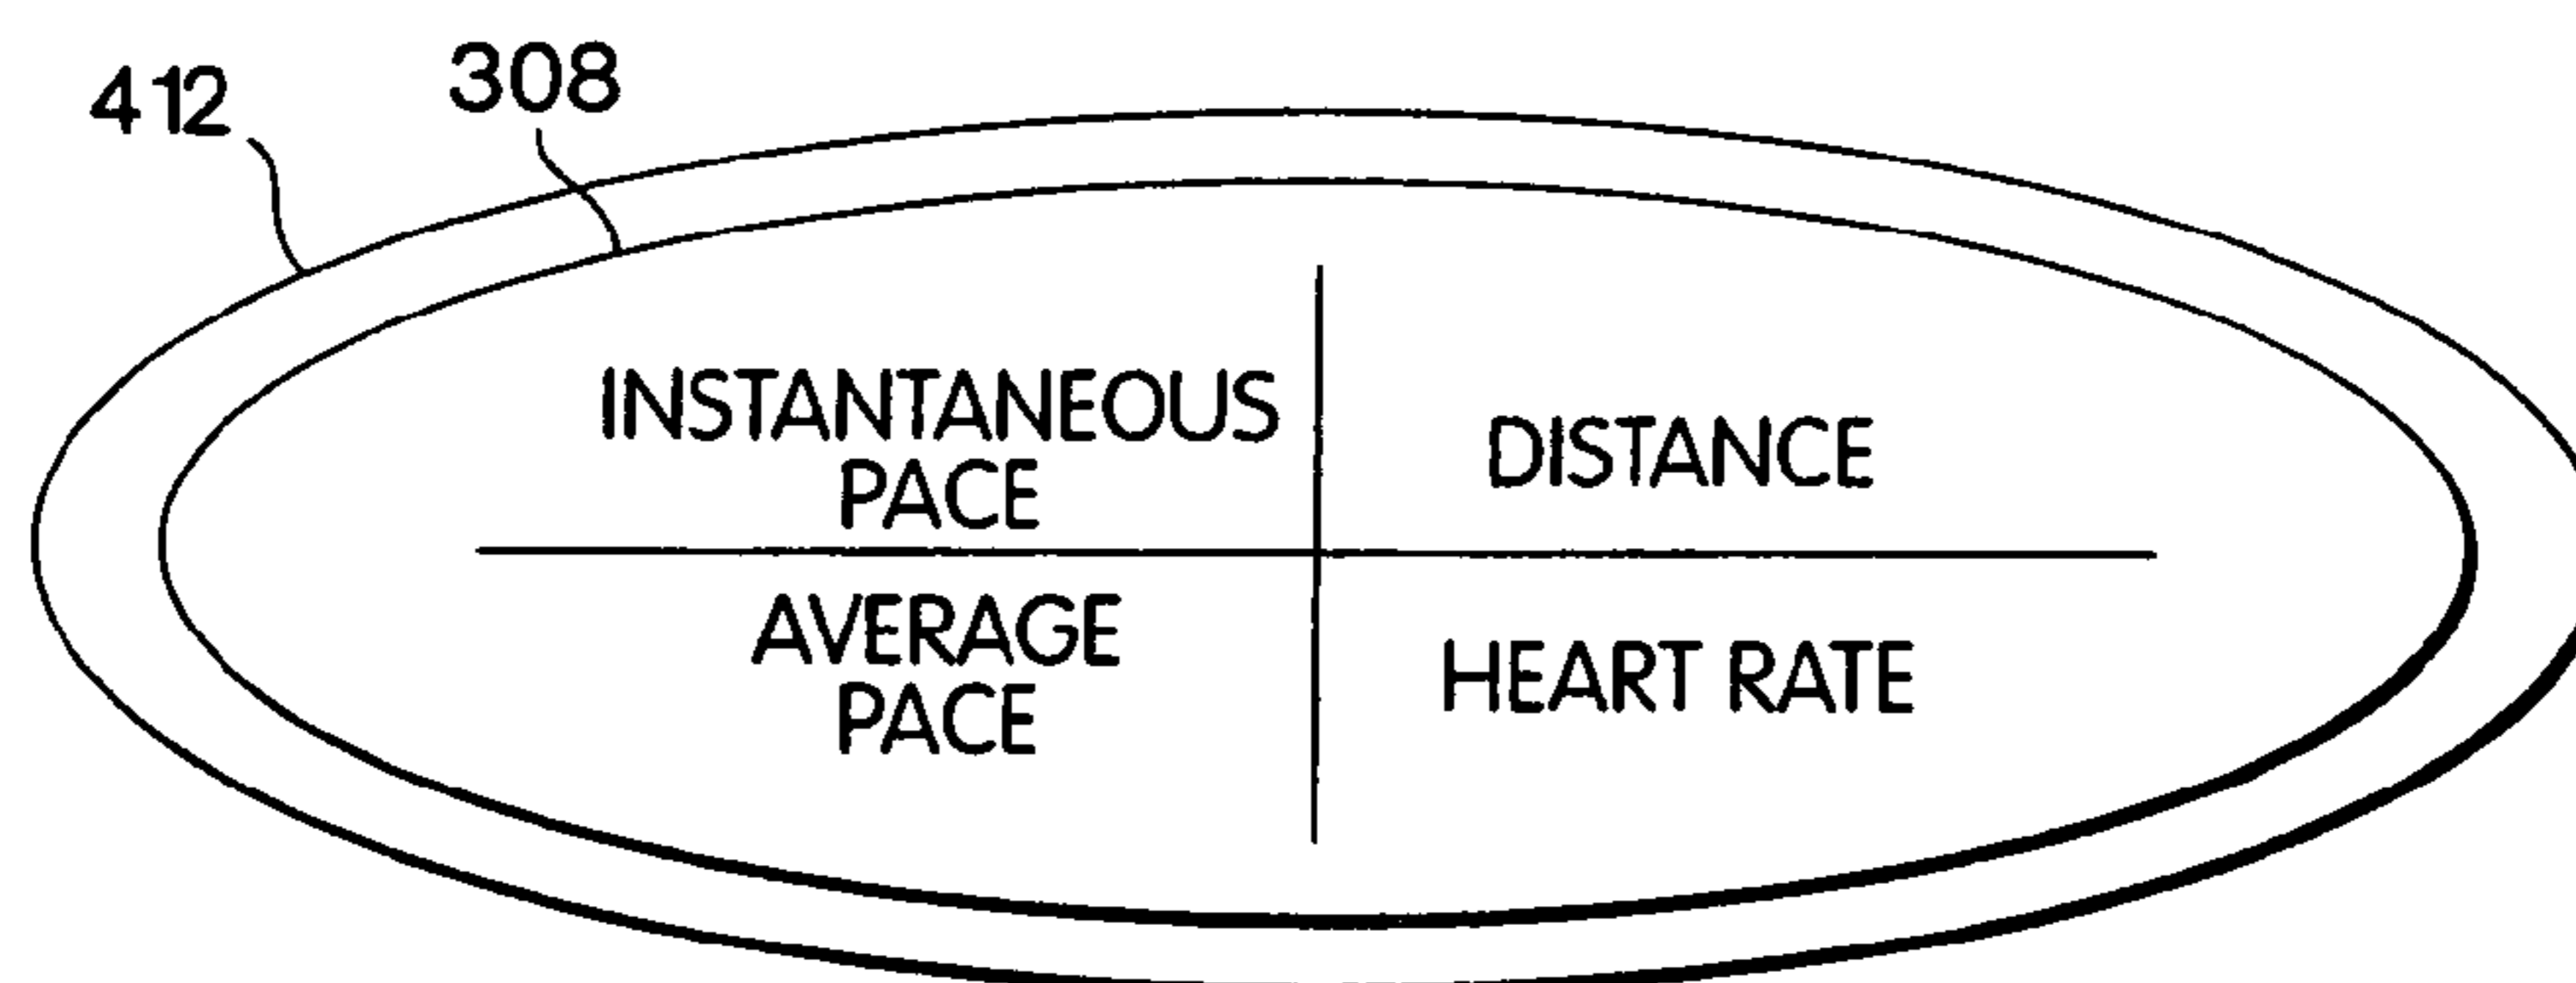 412
308
INSTANTANEOUS
PACE
DISTANCE
AVERAGE
PACE
HEART RATE